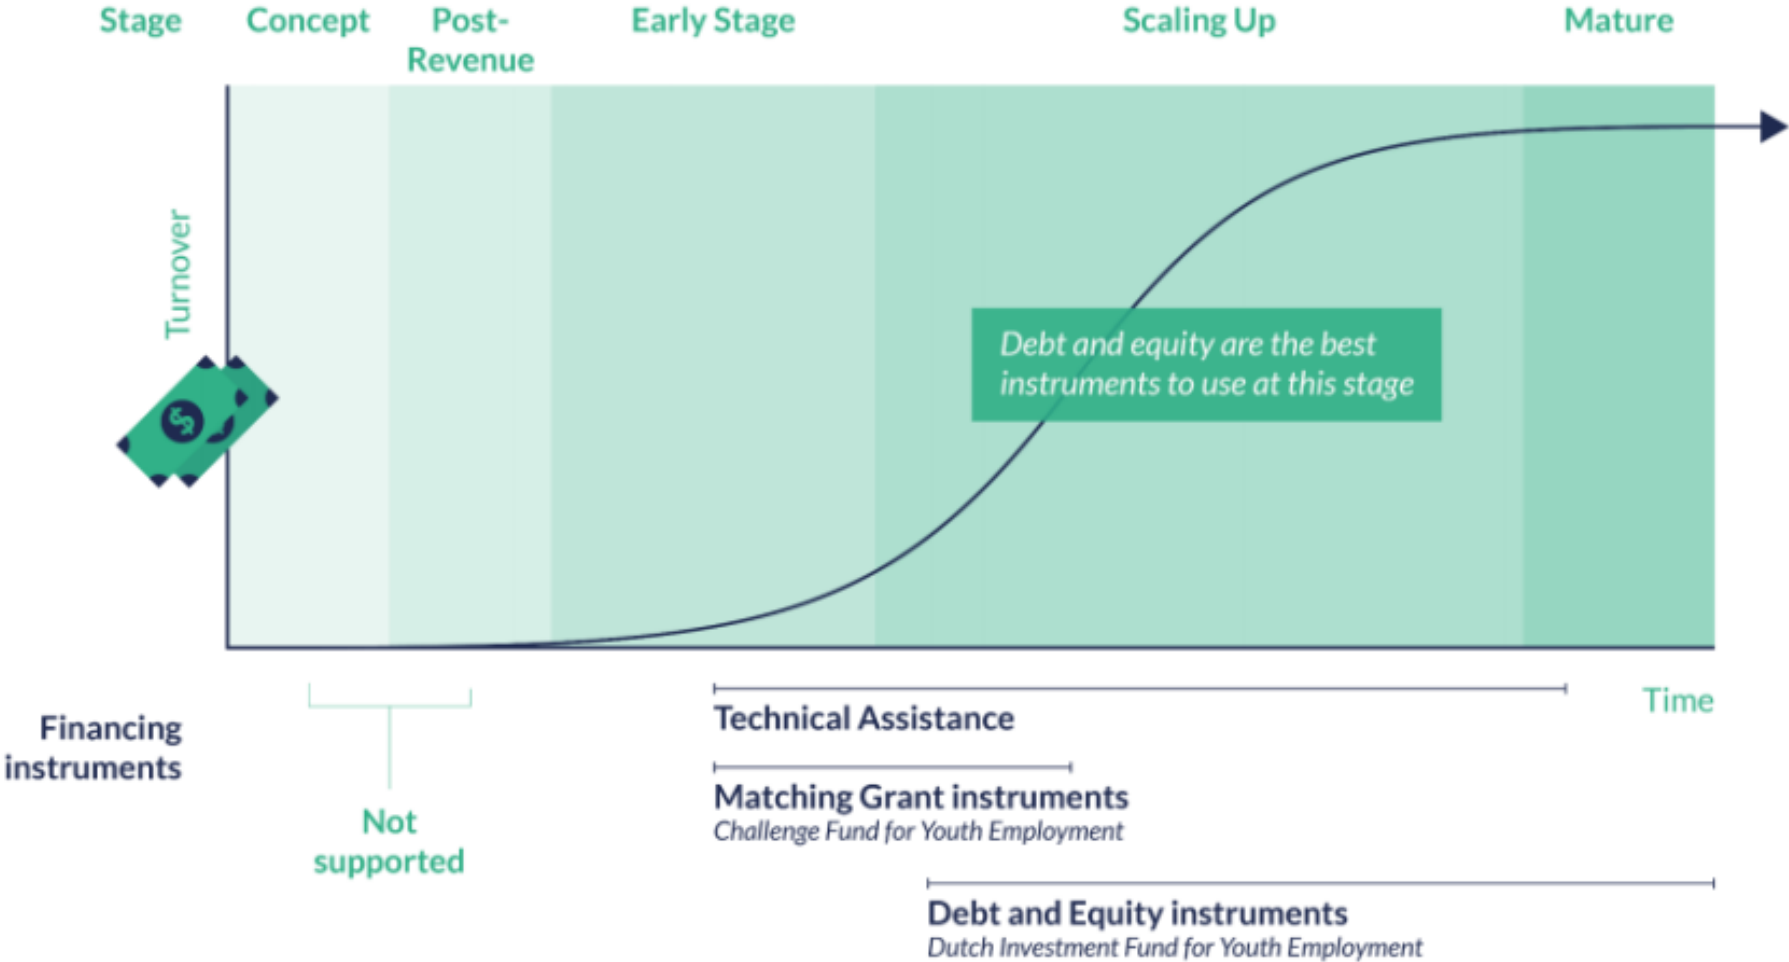 Stage
Concept
Post-
Revenue
Early Stage
Scaling Up
Mature
Turnover
$
Debt and equity are the best
instruments to use at this stage
Time
Financing
instruments
Not
supported
Technical Assistance
Matching Grant instruments
Challenge Fund for Youth Employment
Debt and Equity instruments
Dutch Investment Fund for Youth Employment